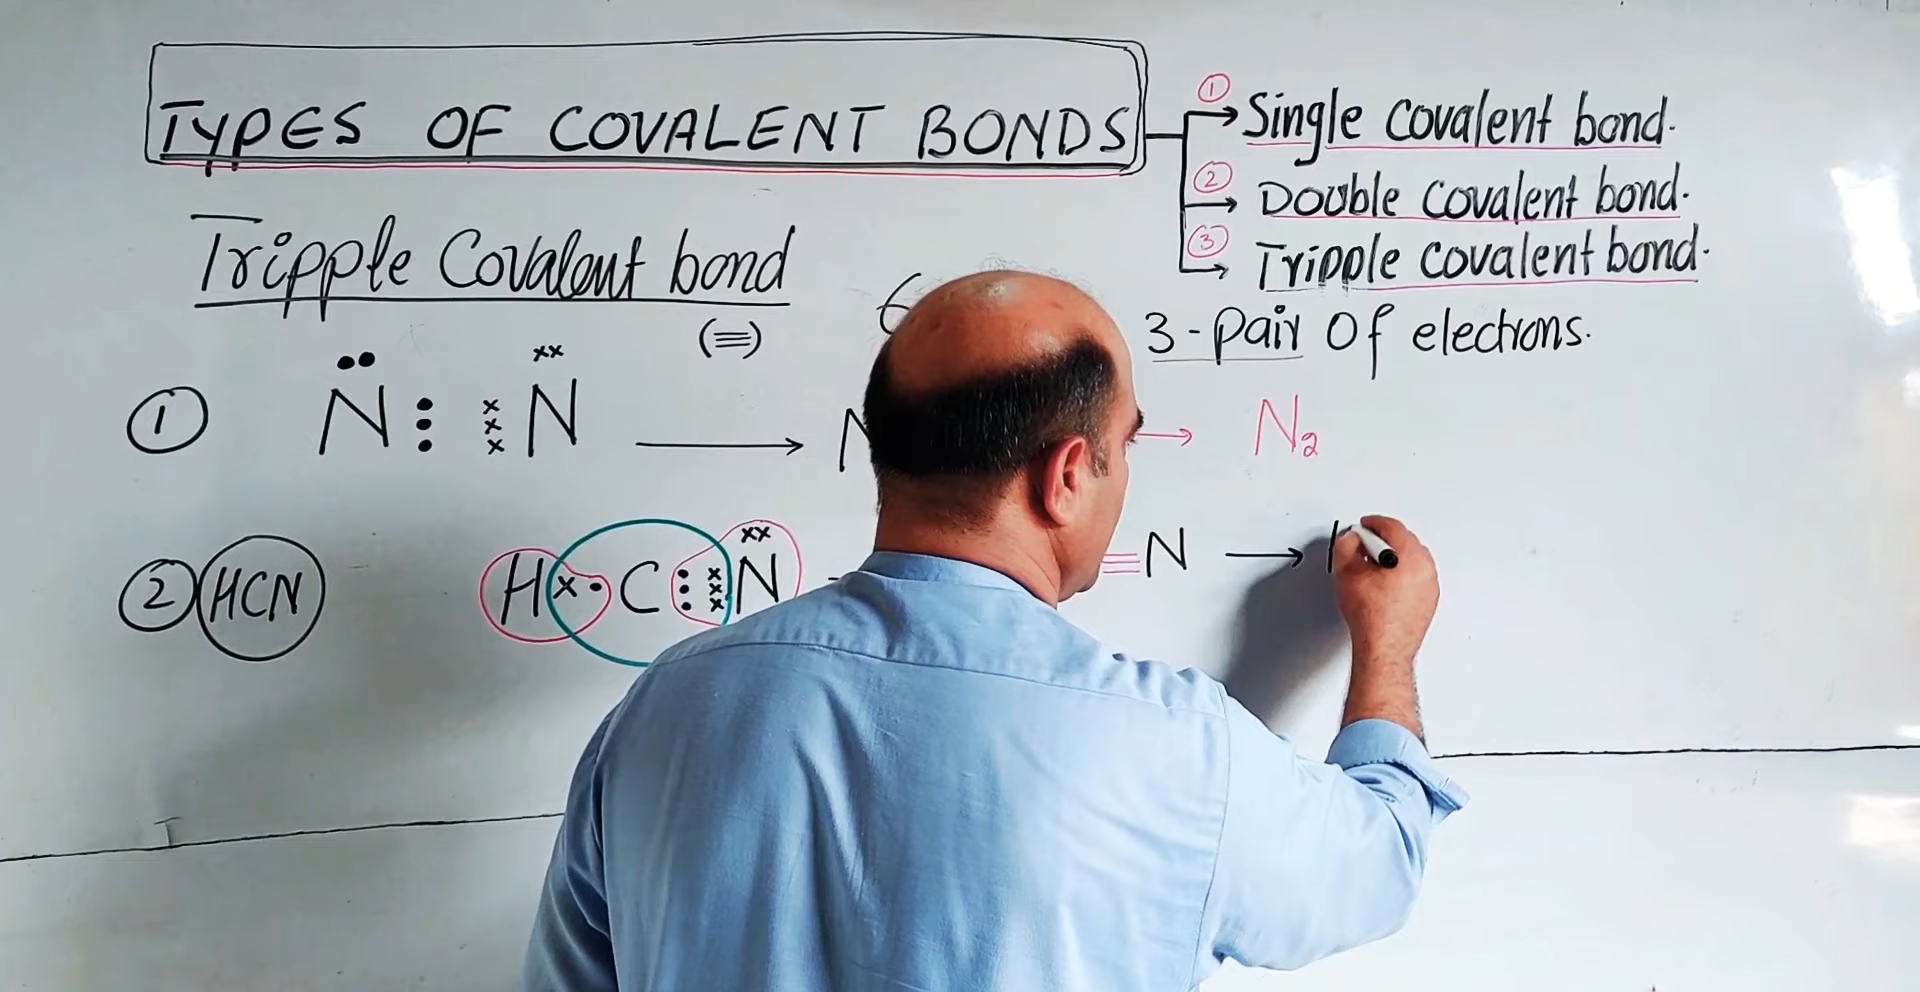 TYPES OF COVALENT BONDS
① Single covalent bond.
② Double covalent bond.
③ Tripple covalent bond.
Tripple Covalent bond
(≡)
3-pair of electrons.
① N N → N → N₂
② HCN H C N ≡N →